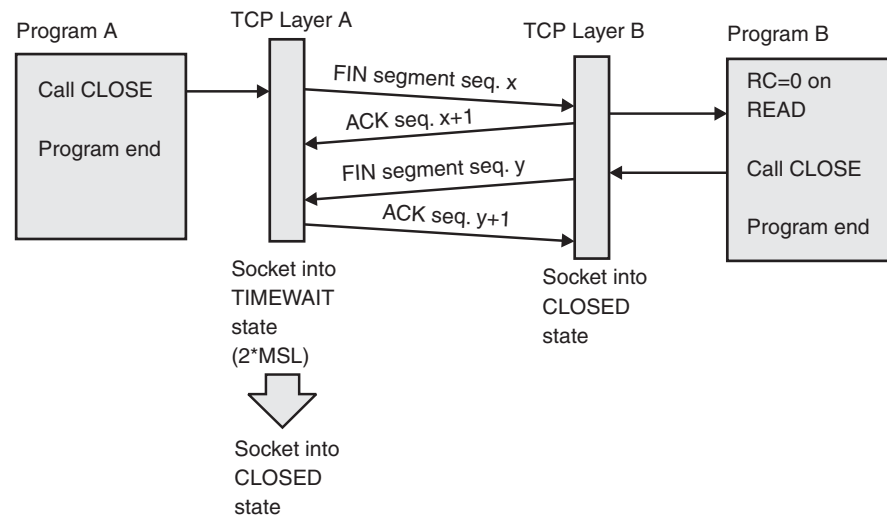 Program A
TCP Layer A
TCP Layer B
Program B
Call CLOSE
Program end
FIN segment seq. x
ACK seq. x+1
FIN segment seq. y
ACK seq. y+1
RC=0 on
READ
Call CLOSE
Program end
Socket into
TIMEWAIT
state
(2*MSL)
Socket into
CLOSED
state
Socket into
CLOSED
state